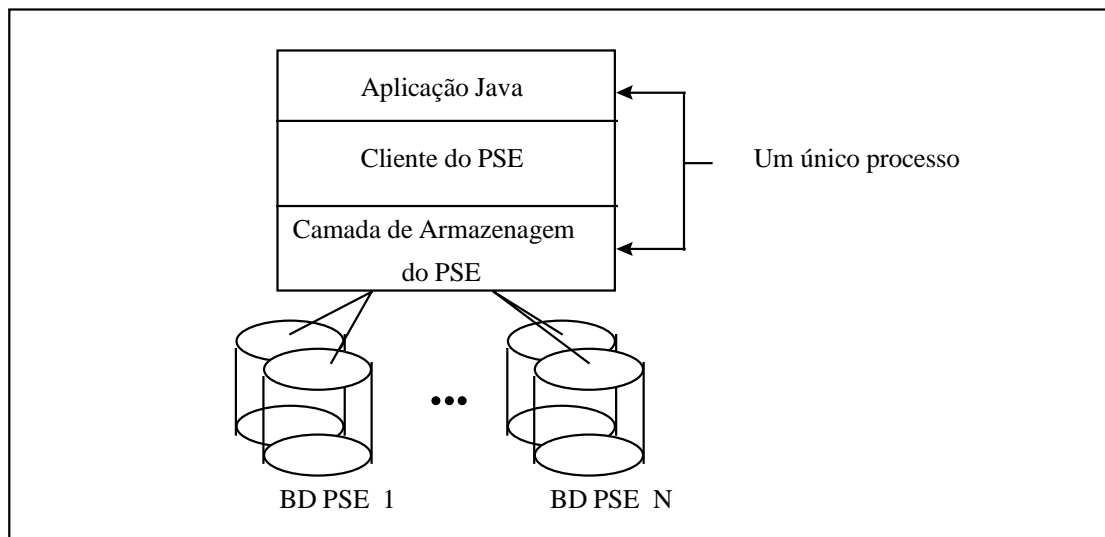 Aplicação Java
Cliente do PSE
Um único processo
Camada de Armazenagem
do PSE
•••
BD PSE 1
BD PSE N